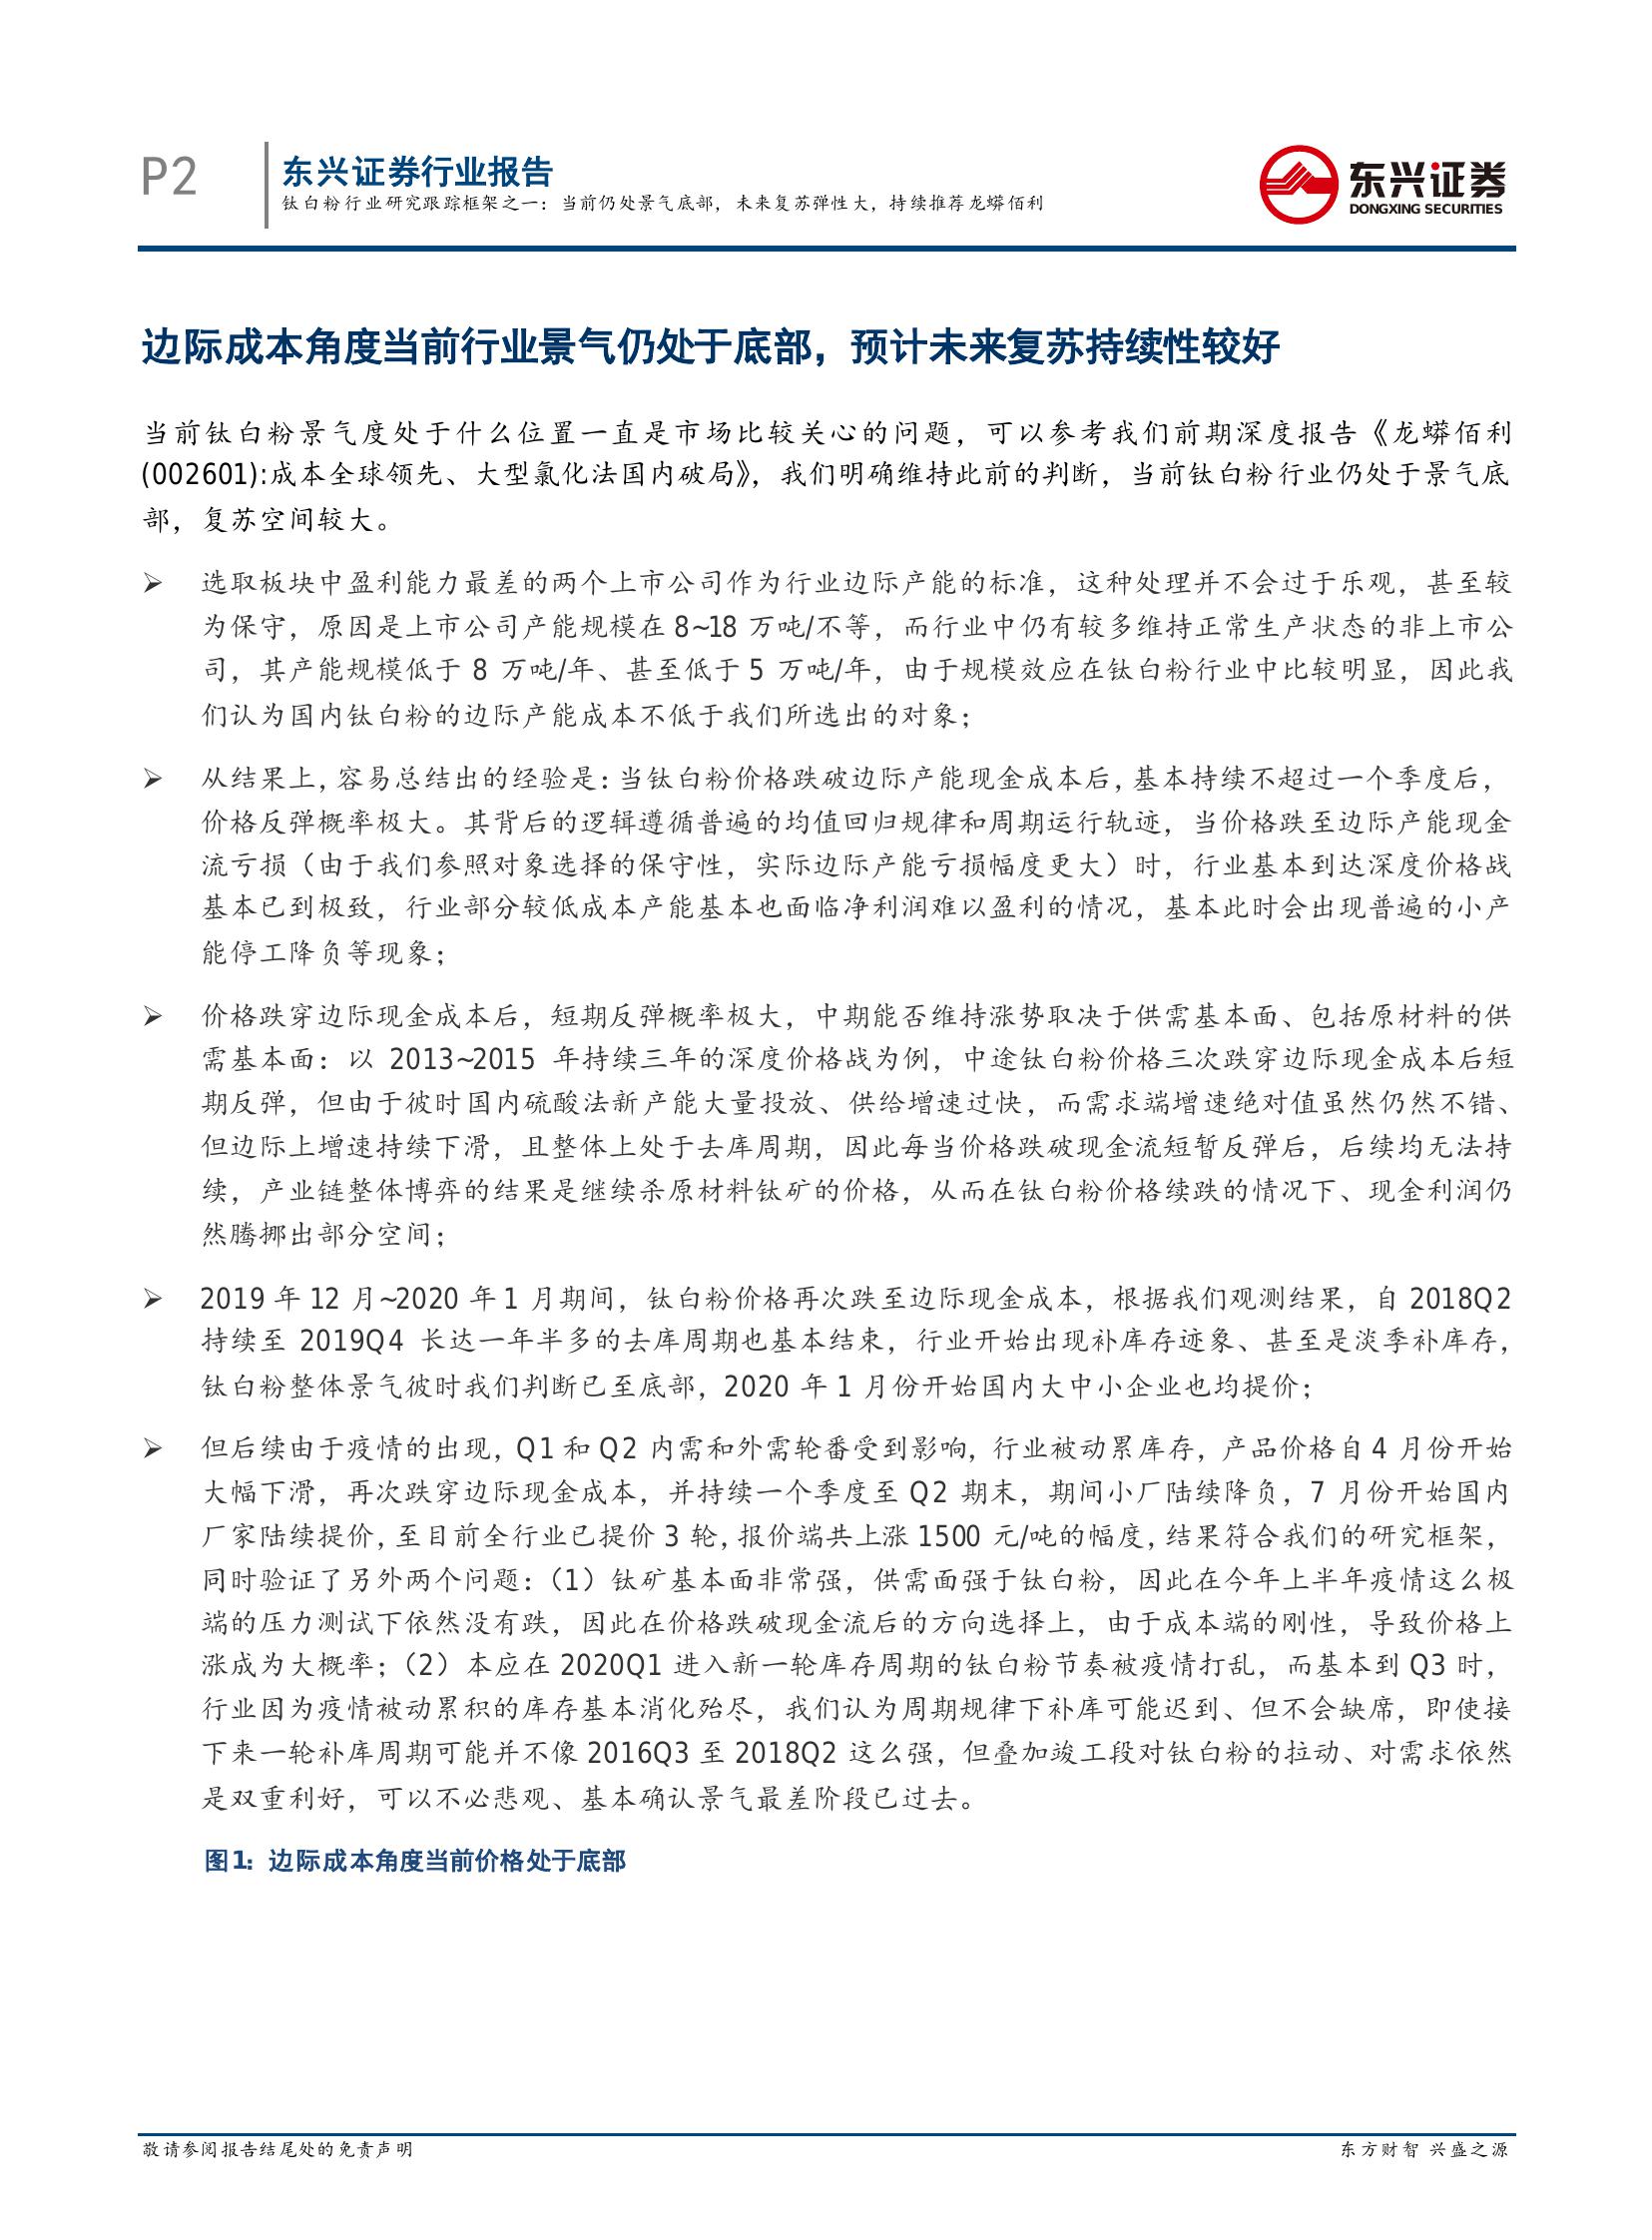 P2
东兴证券行业报告
钛白粉行业研究跟踪框架之一：当前仍处景气底部，未来复苏弹性大，持续推荐龙蟒佰利
东兴证券
DONGXING SECURITIES
边际成本角度当前行业景气仍处于底部，预计未来复苏持续性较好
当前钛白粉景气度处于什么位置一直是市场比较关心的问题，可以参考我们前期深度报告《龙蟒佰利
(002601):成本全球领先、大型氯化法国内破局》，我们明确维持此前的判断，当前钛白粉行业仍处于景气底
部，复苏空间较大。
➢ 选取板块中盈利能力最差的两个上市公司作为行业边际产能的标准，这种处理并不会过于乐观，甚至较
为保守，原因是上市公司产能规模在 8~18 万吨/不等，而行业中仍有较多维持正常生产状态的非上市公
司，其产能规模低于 8 万吨/年、甚至低于 5 万吨/年，由于规模效应在钛白粉行业中比较明显，因此我
们认为国内钛白粉的边际产能成本不低于我们所选出的对象；
➢ 从结果上，容易总结出的经验是：当钛白粉价格跌破边际产能现金成本后，基本持续不超过一个季度后，
价格反弹概率极大。其背后的逻辑遵循普遍的均值回归规律和周期运行轨迹，当价格跌至边际产能现金
流亏损（由于我们参照对象选择的保守性，实际边际产能亏损幅度更大）时，行业基本到达深度价格战
基本已到极致，行业部分较低成本产能基本也面临净利润难以盈利的情况，基本此时会出现普遍的小产
能停工降负等现象；
➢ 价格跌穿边际现金成本后，短期反弹概率极大，中期能否维持涨势取决于供需基本面、包括原材料的供
需基本面：以 2013~2015 年持续三年的深度价格战为例，中途钛白粉价格三次跌穿边际现金成本后短
期反弹，但由于彼时国内硫酸法新产能大量投放、供给增速过快，而需求端增速绝对值虽然仍然不错、
但边际上增速持续下滑，且整体上处于去库周期，因此每当价格跌破现金流短暂反弹后，后续均无法持
续，产业链整体博弈的结果是继续杀原材料钛矿的价格，从而在钛白粉价格续跌的情况下、现金利润仍
然腾挪出部分空间；
➢ 2019 年 12 月~2020 年 1 月期间，钛白粉价格再次跌至边际现金成本，根据我们观测结果，自 2018Q2
持续至 2019Q4 长达一年半多的去库周期也基本结束，行业开始出现补库存迹象、甚至是淡季补库存，
钛白粉整体景气彼时我们判断已至底部，2020 年 1 月份开始国内大中小企业也均提价；
➢ 但后续由于疫情的出现，Q1 和 Q2 内需和外需轮番受到影响，行业被动累库存，产品价格自 4 月份开始
大幅下滑，再次跌穿边际现金成本，并持续一个季度至 Q2 期末，期间小厂陆续降负，7 月份开始国内
厂家陆续提价，至目前全行业已提价 3 轮，报价端共上涨 1500 元/吨的幅度，结果符合我们的研究框架，
同时验证了另外两个问题：（1）钛矿基本面非常强，供需面强于钛白粉，因此在今年上半年疫情这么极
端的压力测试下依然没有跌，因此在价格跌破现金流后的方向选择上，由于成本端的刚性，导致价格上
涨成为大概率；（2）本应在 2020Q1 进入新一轮库存周期的钛白粉节奏被疫情打乱，而基本到 Q3 时，
行业因为疫情被动累积的库存基本消化殆尽，我们认为周期规律下补库可能迟到、但不会缺席，即使接
下来一轮补库周期可能并不像 2016Q3 至 2018Q2 这么强，但叠加竣工段对钛白粉的拉动、对需求依然
是双重利好，可以不必悲观、基本确认景气最差阶段已过去。
图1：边际成本角度当前价格处于底部
敬请参阅报告结尾处的免责声明
东方财智 兴盛之源